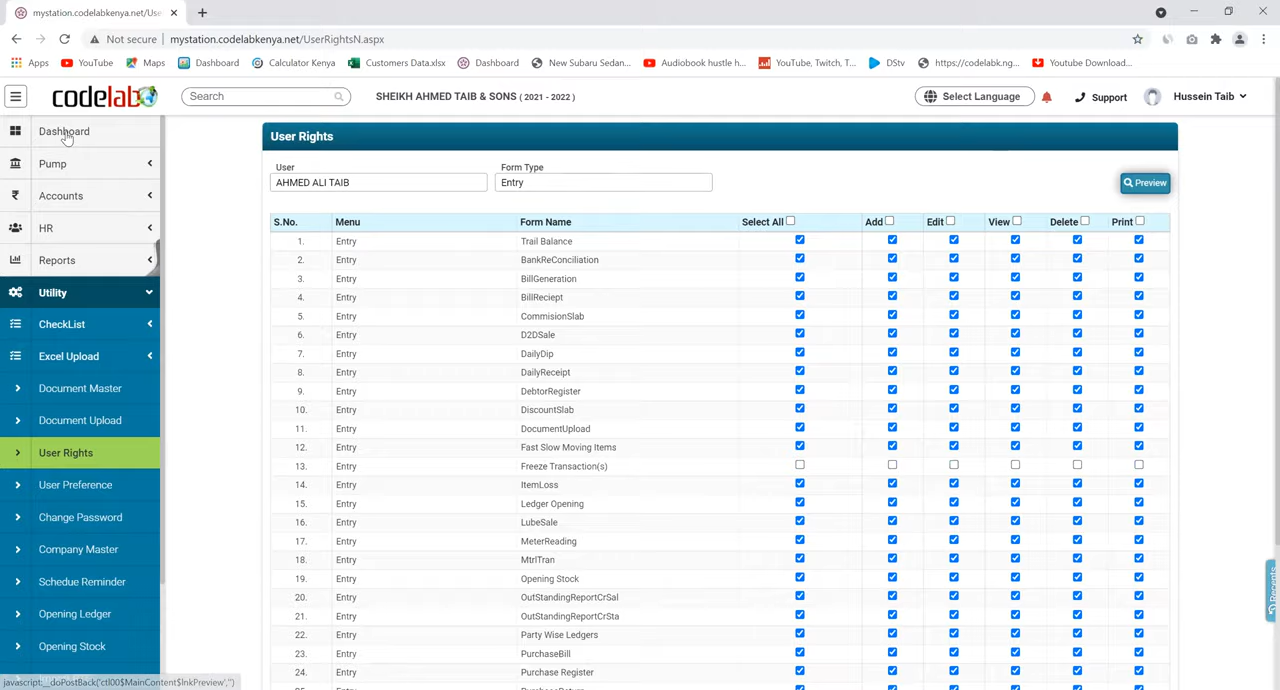 mystation.codelabkenya.net/Use
Not secure | mystation.codelabkenya.net/UserRightsN.aspx
Apps YouTube Maps Dashboard Calculator Kenya Customers Data.xlsx Dashboard New Subaru Sedan... Audiobook hustle h... YouTube, Twitch, T... DStv https://codelabk.ng... Youtube Download...
codelab Search SHEIKH AHMED TAIB & SONS ( 2021 - 2022 ) Select Language Support Hussein Taib
Dashboard
Pump
Accounts
HR
Reports
Utility
CheckList
Excel Upload
Document Master
Document Upload
User Rights
User Preference
Change Password
Company Master
Schedue Reminder
Opening Ledger
Opening Stock
javascript:__doPostBack('ctl00$MainContent$lnkPreview','')
User Rights
User Form Type
AHMED ALI TAIB Entry Preview
S.No. Menu Form Name Select All Add Edit View Delete Print
1. Entry Trail Balance
2. Entry BankReConciliation
3. Entry BillGeneration
4. Entry BillReciept
5. Entry CommisionSlab
6. Entry D2DSale
7. Entry DailyDip
8. Entry DailyReceipt
9. Entry DebtorRegister
10. Entry DiscountSlab
11. Entry DocumentUpload
12. Entry Fast Slow Moving Items
13. Entry Freeze Transaction(s)
14. Entry ItemLoss
15. Entry Ledger Opening
16. Entry LubeSale
17. Entry MeterReading
18. Entry MtrlTran
19. Entry Opening Stock
20. Entry OutStandingReportCrSal
21. Entry OutStandingReportCrSta
22. Entry Party Wise Ledgers
23. Entry PurchaseBill
24. Entry Purchase Register
25. Entry PurchaseReturn
Recents